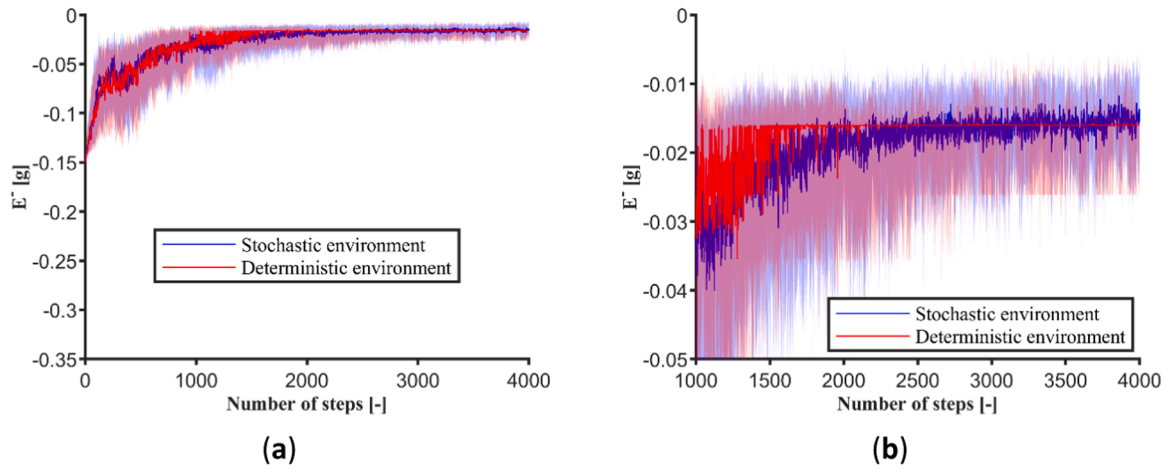 0
-0.05
-0.1
-0.15
-0.2
-0.25
-0.3
-0.35
E⁻ [g]
Stochastic environment
Deterministic environment
0 1000 2000 3000 4000
Number of steps [-]
(a)
0
-0.01
-0.02
-0.03
-0.04
-0.05
E⁻ [g]
Stochastic environment
Deterministic environment
1000 1500 2000 2500 3000 3500 4000
Number of steps [-]
(b)